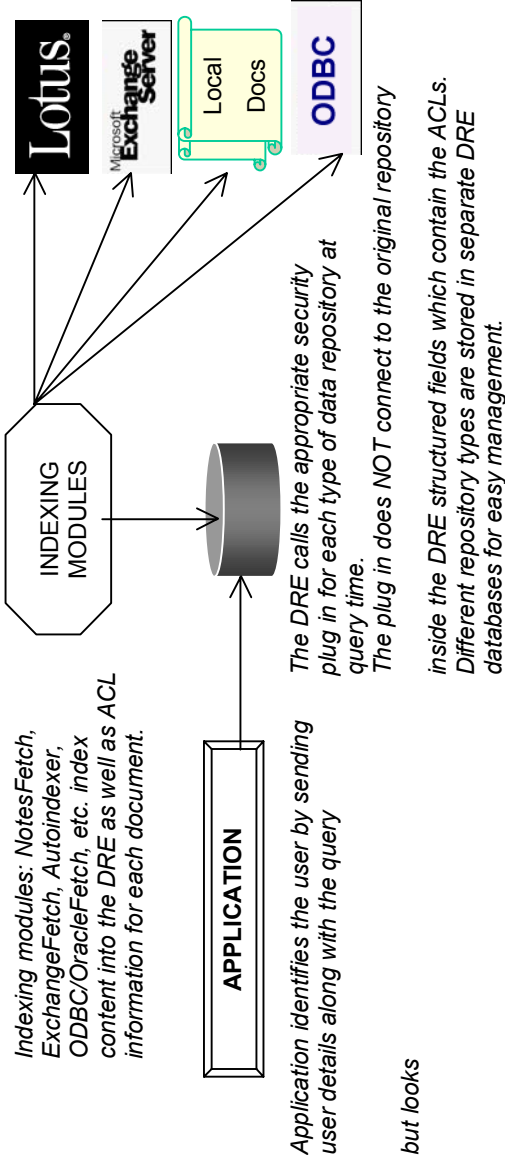 Indexing modules: NotesFetch,
ExchangeFetch, Autoindexer,
ODBC/OracleFetch, etc. index
content into the DRE as well as ACL
information for each document.
INDEXING
MODULES
Lotus.
Microsoft
Exchange
Server
Local
Docs
ODBC
APPLICATION
Application identifies the user by sending
user details along with the query
The DRE calls the appropriate security
plug in for each type of data repository at
query time.
The plug in does NOT connect to the original repository
but looks
inside the DRE structured fields which contain the ACLs.
Different repository types are stored in separate DRE
databases for easy management.